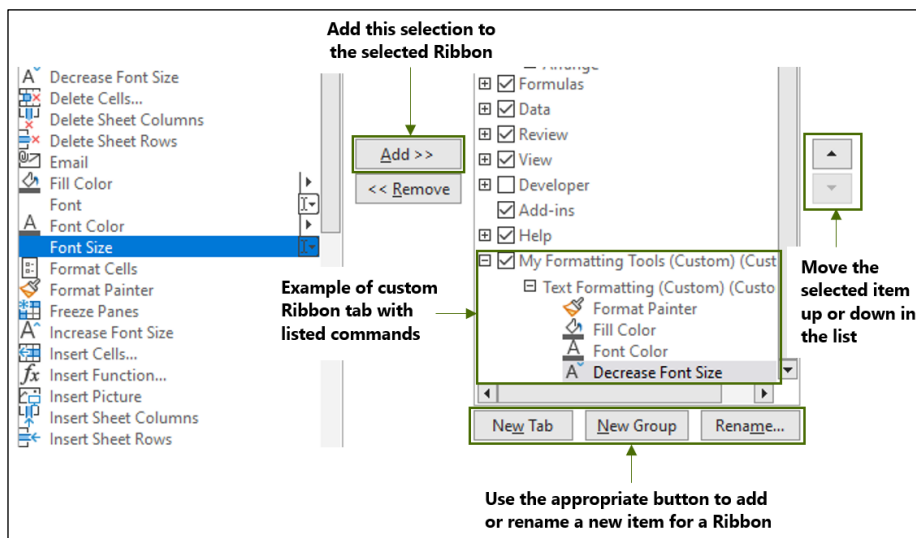 Add this selection to
the selected Ribbon
Decrease Font Size
Delete Cells...
Delete Sheet Columns
Delete Sheet Rows
Email
Fill Color
Font
Font Color
Font Size
Format Cells
Format Painter
Freeze Panes
Increase Font Size
Insert Cells...
fx Insert Function...
Insert Picture
Insert Sheet Columns
Insert Sheet Rows
Add >>
<< Remove
Arrange
Formulas
Data
Review
View
Developer
Add-ins
Help
My Formatting Tools (Custom) (Cust
Text Formatting (Custom) (Custo
Format Painter
Fill Color
Font Color
Decrease Font Size
Example of custom
Ribbon tab with
listed commands
Move the
selected item
up or down in
the list
New Tab
New Group
Rename...
Use the appropriate button to add
or rename a new item for a Ribbon